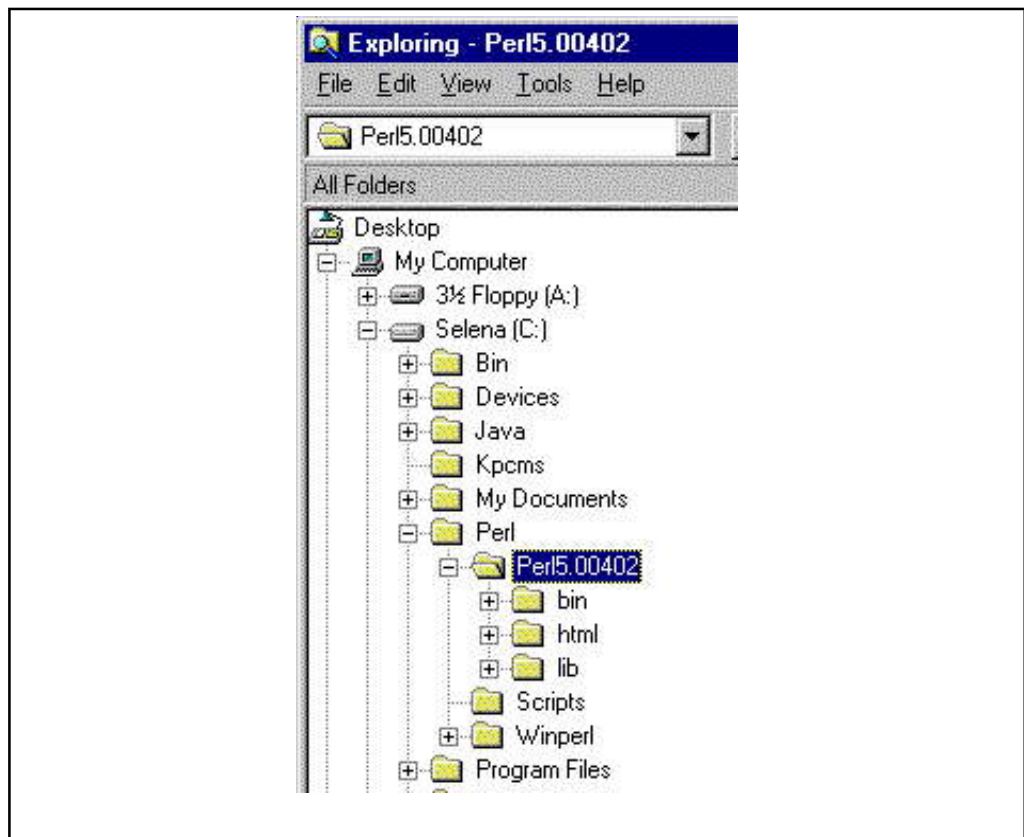 Exploring - Perl5.00402
File Edit View Tools Help
Perl5.00402
All Folders
Desktop
My Computer
3½ Floppy (A:)
Selena (C:)
Bin
Devices
Java
Kpcms
My Documents
Perl
Perl5.00402
bin
html
lib
Scripts
Winperl
Program Files